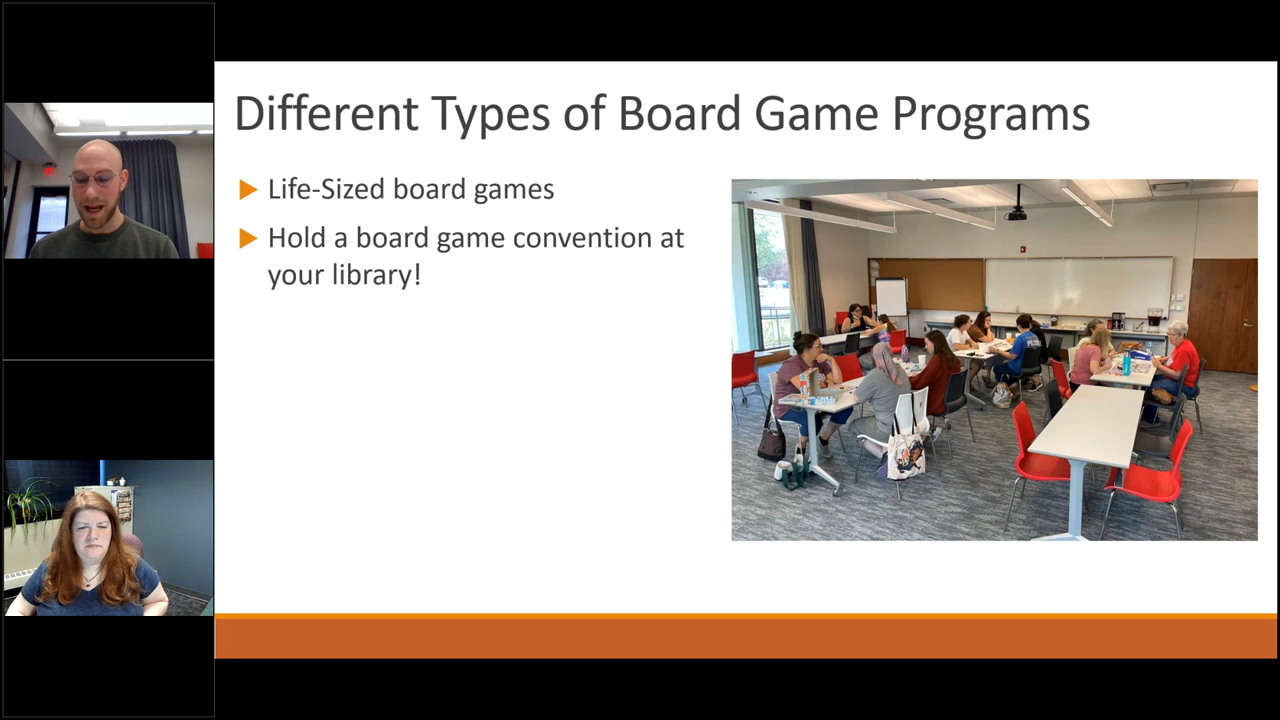 Different Types of Board Game Programs
Life-Sized board games
Hold a board game convention at
your library!